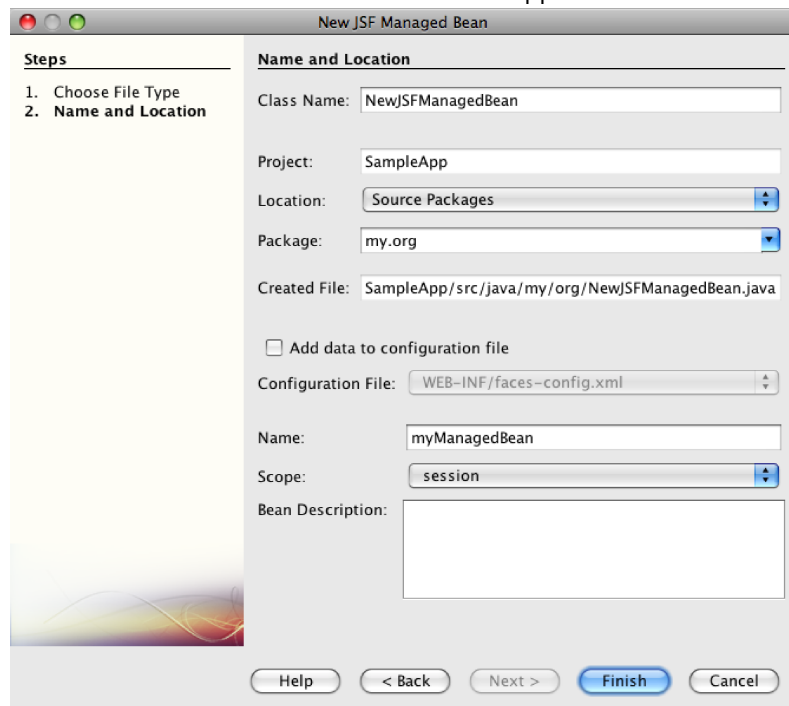 New JSF Managed Bean
Steps
1. Choose File Type
2. Name and Location
Name and Location
Class Name: NewJSFManagedBean
Project: SampleApp
Location: Source Packages
Package: my.org
Created File: SampleApp/src/java/my/org/NewJSFManagedBean.java
Add data to configuration file
Configuration File: WEB-INF/faces-config.xml
Name: myManagedBean
Scope: session
Bean Description:
Help < Back Next > Finish Cancel